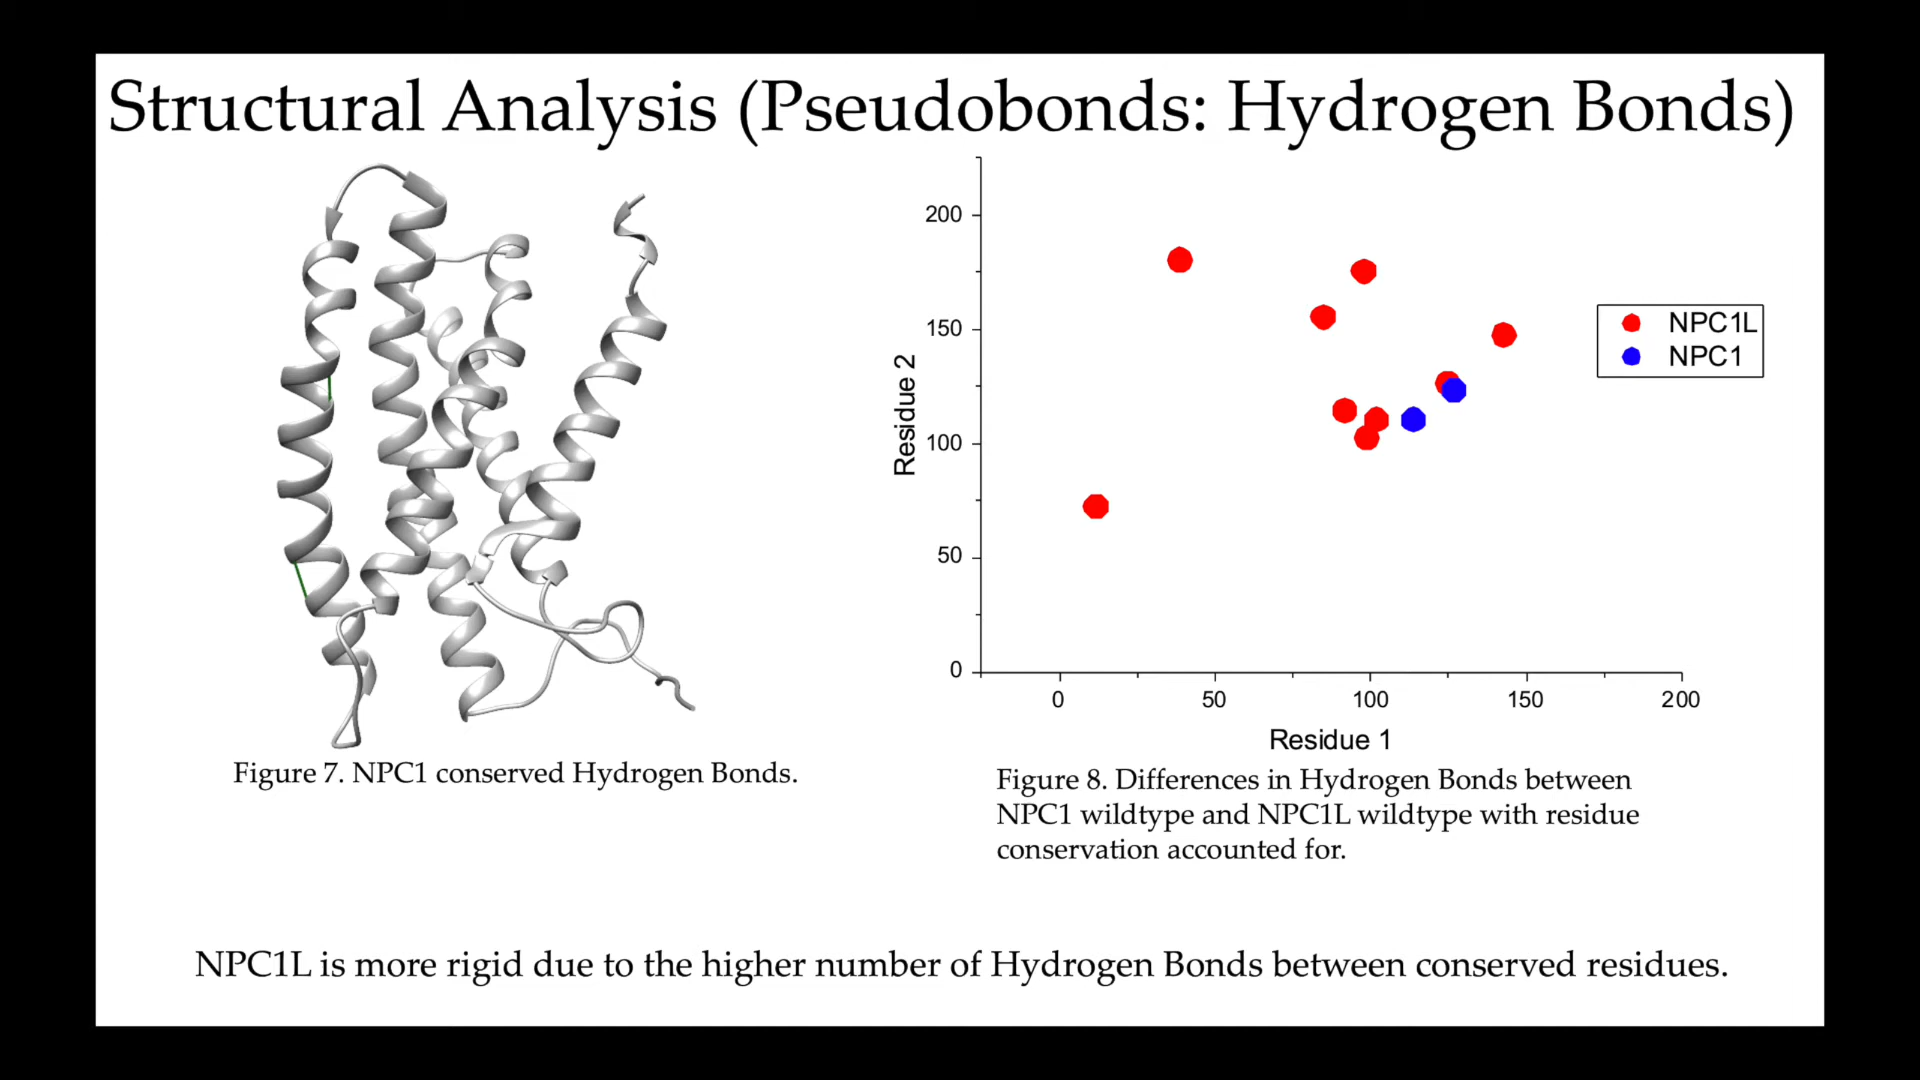 Structural Analysis (Pseudobonds: Hydrogen Bonds)
Figure 7. NPC1 conserved Hydrogen Bonds.
200
150
100
50
0
Residue 2
0 50 100 150 200
Residue 1
NPC1L
NPC1
Figure 8. Differences in Hydrogen Bonds between
NPC1 wildtype and NPC1L wildtype with residue
conservation accounted for.
NPC1L is more rigid due to the higher number of Hydrogen Bonds between conserved residues.